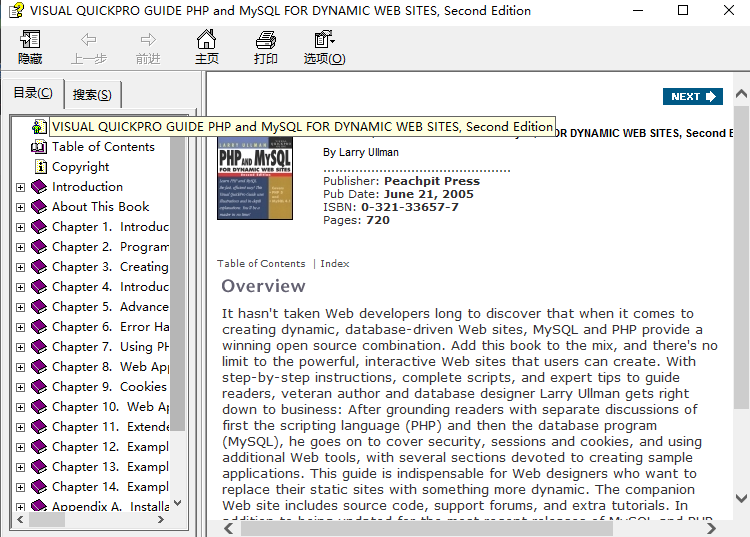 VISUAL QUICKPRO GUIDE PHP and MySQL FOR DYNAMIC WEB SITES, Second Edition
隐藏 上一步 前进 主页 打印 选项(O)
目录(C) 搜索(S)
VISUAL QUICKPRO GUIDE PHP and MySQL FOR DYNAMIC WEB SITES, Second Edition
Table of Contents
Copyright
Introduction
About This Book
Chapter 1. Introduc
Chapter 2. Program
Chapter 3. Creating
Chapter 4. Introduc
Chapter 5. Advance
Chapter 6. Error Ha
Chapter 7. Using PH
Chapter 8. Web App
Chapter 9. Cookies
Chapter 10. Web Ap
Chapter 11. Extende
Chapter 12. Exampl
Chapter 13. Exampl
Chapter 14. Exampl
Appendix A. Installa
NEXT
FOR DYNAMIC WEB SITES, Second E
LARRY ULLMAN
PHP AND MySQL
FOR DYNAMIC WEB SITES
By Larry Ullman
Publisher: Peachpit Press
Pub Date: June 21, 2005
ISBN: 0-321-33657-7
Pages: 720
Table of Contents | Index
Overview
It hasn't taken Web developers long to discover that when it comes to
creating dynamic, database-driven Web sites, MySQL and PHP provide a
winning open source combination. Add this book to the mix, and there's no
limit to the powerful, interactive Web sites that users can create. With
step-by-step instructions, complete scripts, and expert tips to guide
readers, veteran author and database designer Larry Ullman gets right
down to business: After grounding readers with separate discussions of
first the scripting language (PHP) and then the database program
(MySQL), he goes on to cover security, sessions and cookies, and using
additional Web tools, with several sections devoted to creating sample
applications. This guide is indispensable for Web designers who want to
replace their static sites with something more dynamic. The companion
Web site includes source code, support forums, and extra tutorials. In
addition to being updated for the most recent releases of MySQL and PHP